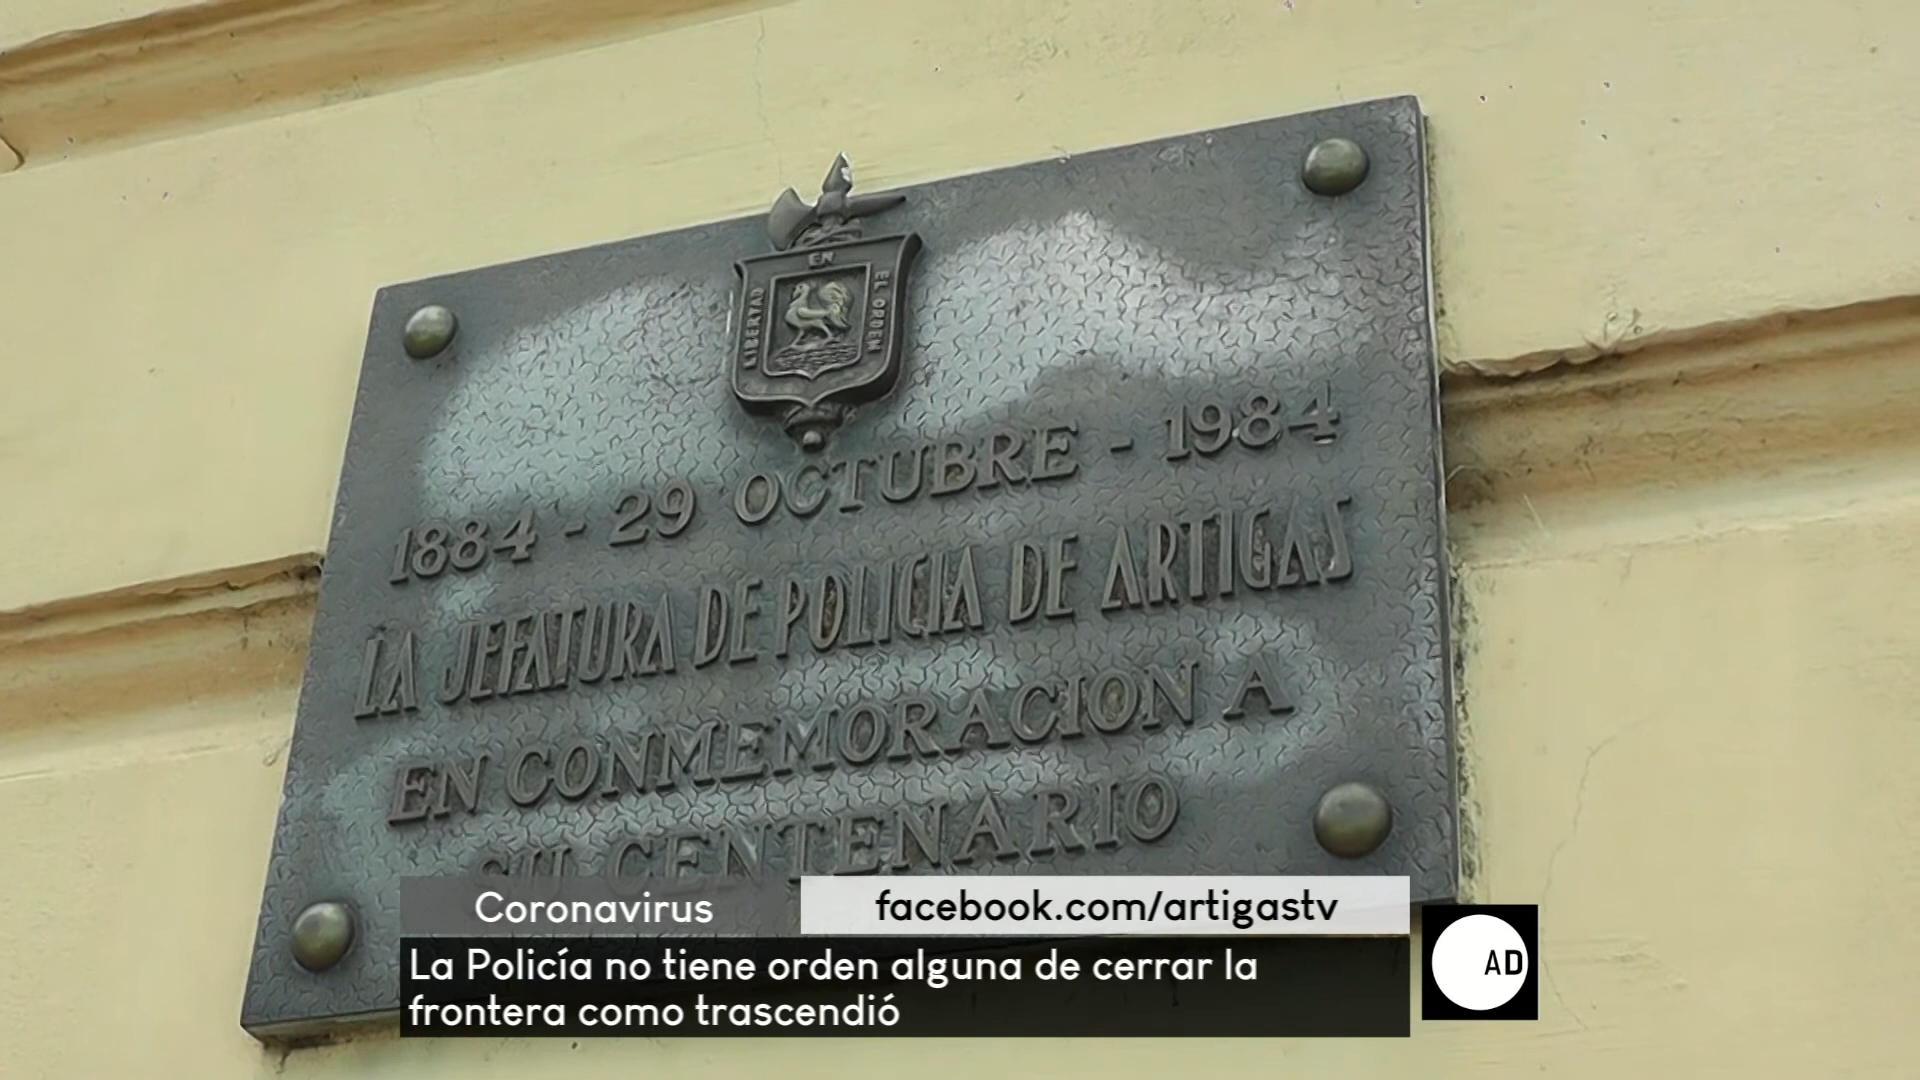 LIBERTAD EN EL ORDEN
1884 - 29 OCTUBRE - 1984
LA JEFATURA DE POLICIA DE ARTIGAS
EN CONMEMORACION A
SU CENTENARIO
Coronavirus
facebook.com/artigastv
La Policía no tiene orden alguna de cerrar la
frontera como trascendió
AD